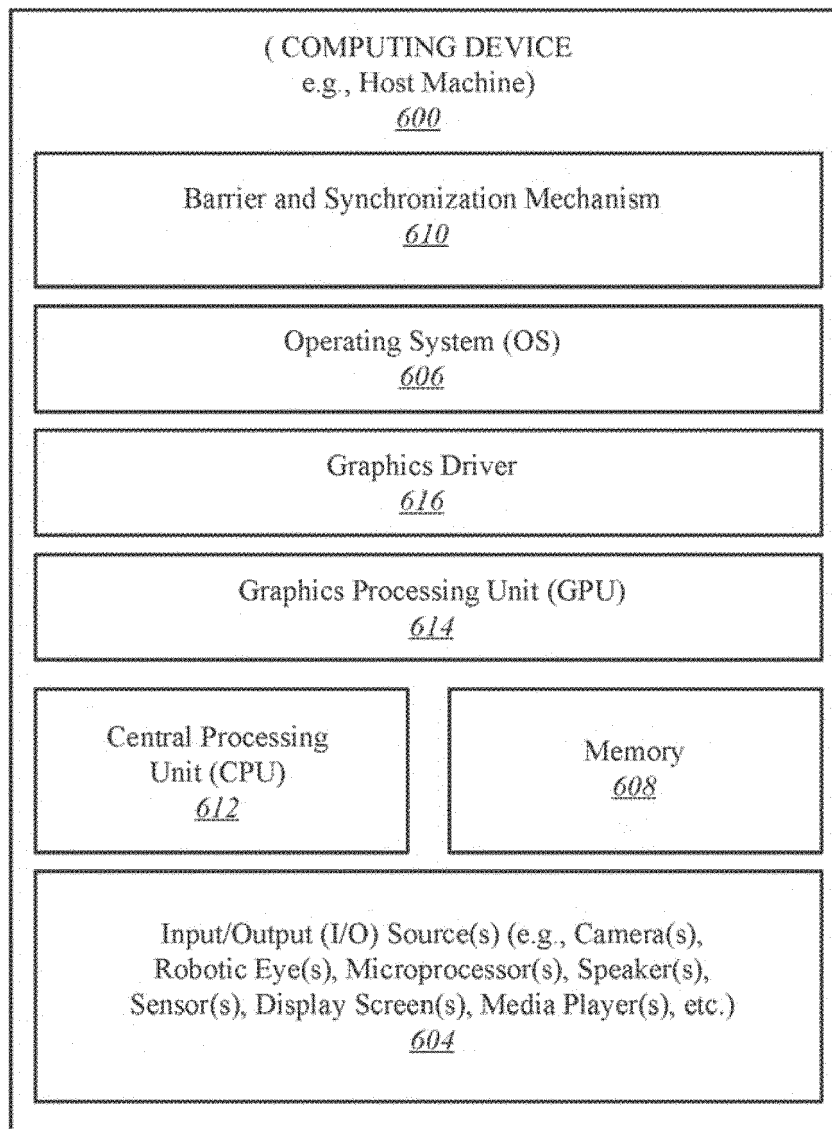 ( COMPUTING DEVICE
e.g., Host Machine)
600
Barrier and Synchronization Mechanism
610
Operating System (OS)
606
Graphics Driver
616
Graphics Processing Unit (GPU)
614
Central Processing
Unit (CPU)
612
Memory
608
Input/Output (I/O) Source(s) (e.g., Camera(s),
Robotic Eye(s), Microprocessor(s), Speaker(s),
Sensor(s), Display Screen(s), Media Player(s), etc.)
604